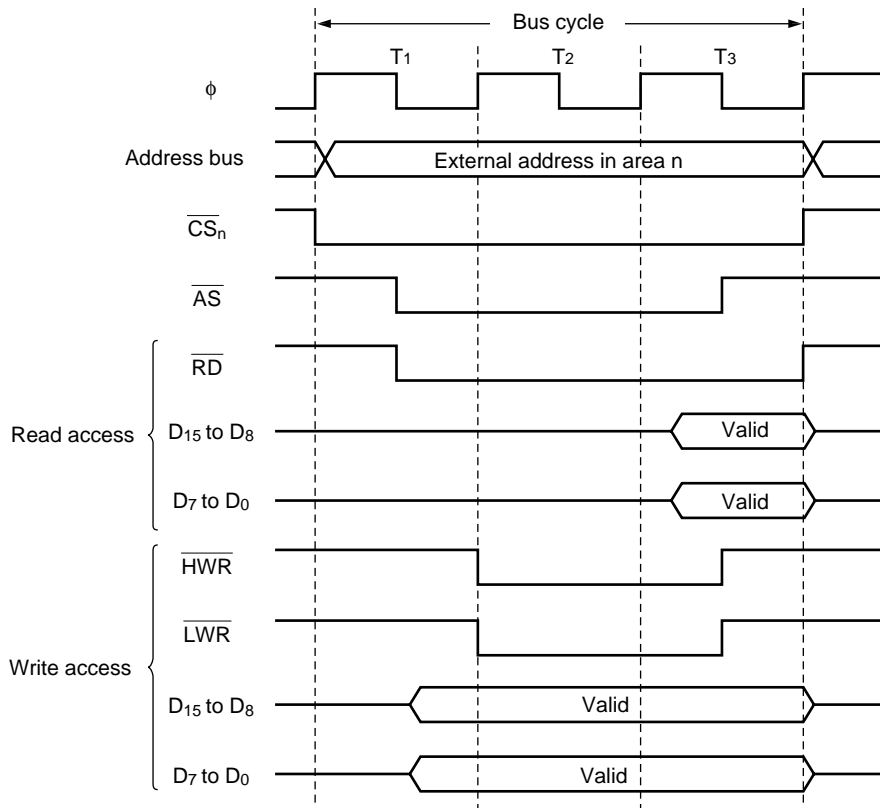 Bus cycle
T1 T2 T3
φ
Address bus External address in area n
CSn
AS
RD
Read access
D15 to D8 Valid
D7 to D0 Valid
HWR
LWR
Write access
D15 to D8 Valid
D7 to D0 Valid